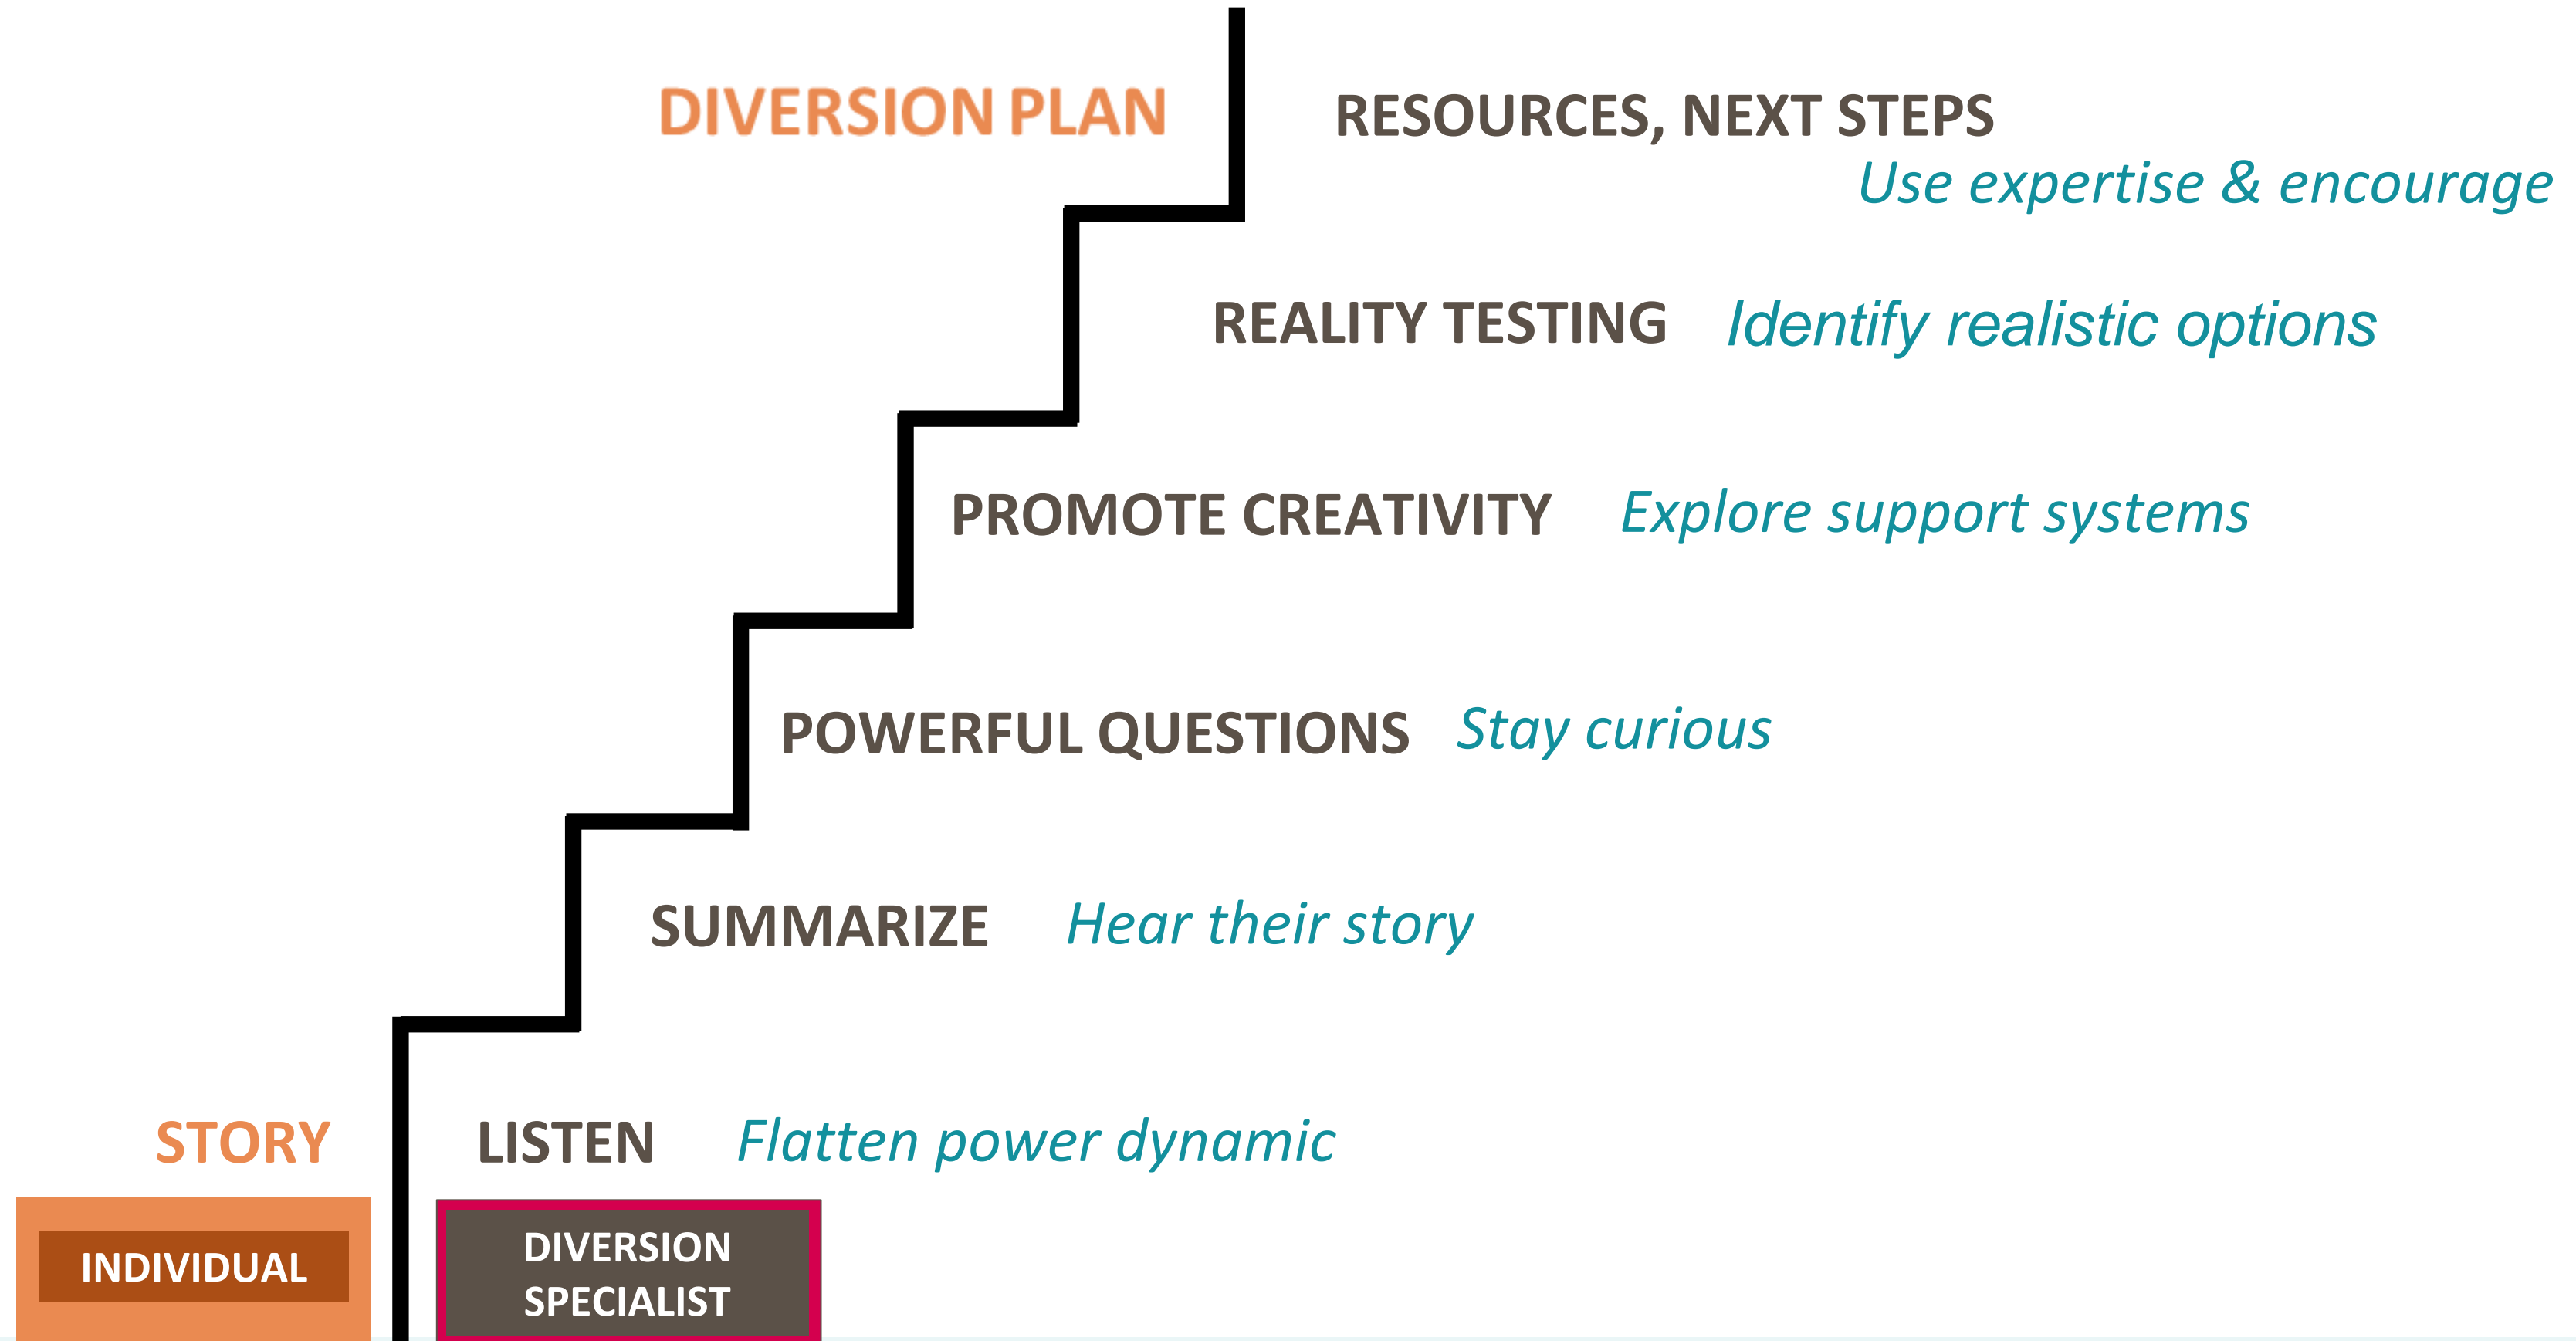 DIVERSION PLAN
RESOURCES, NEXT STEPS
Use expertise & encourage
REALITY TESTING Identify realistic options
PROMOTE CREATIVITY Explore support systems
POWERFUL QUESTIONS Stay curious
SUMMARIZE Hear their story
STORY
LISTEN Flatten power dynamic
INDIVIDUAL
DIVERSION
SPECIALIST